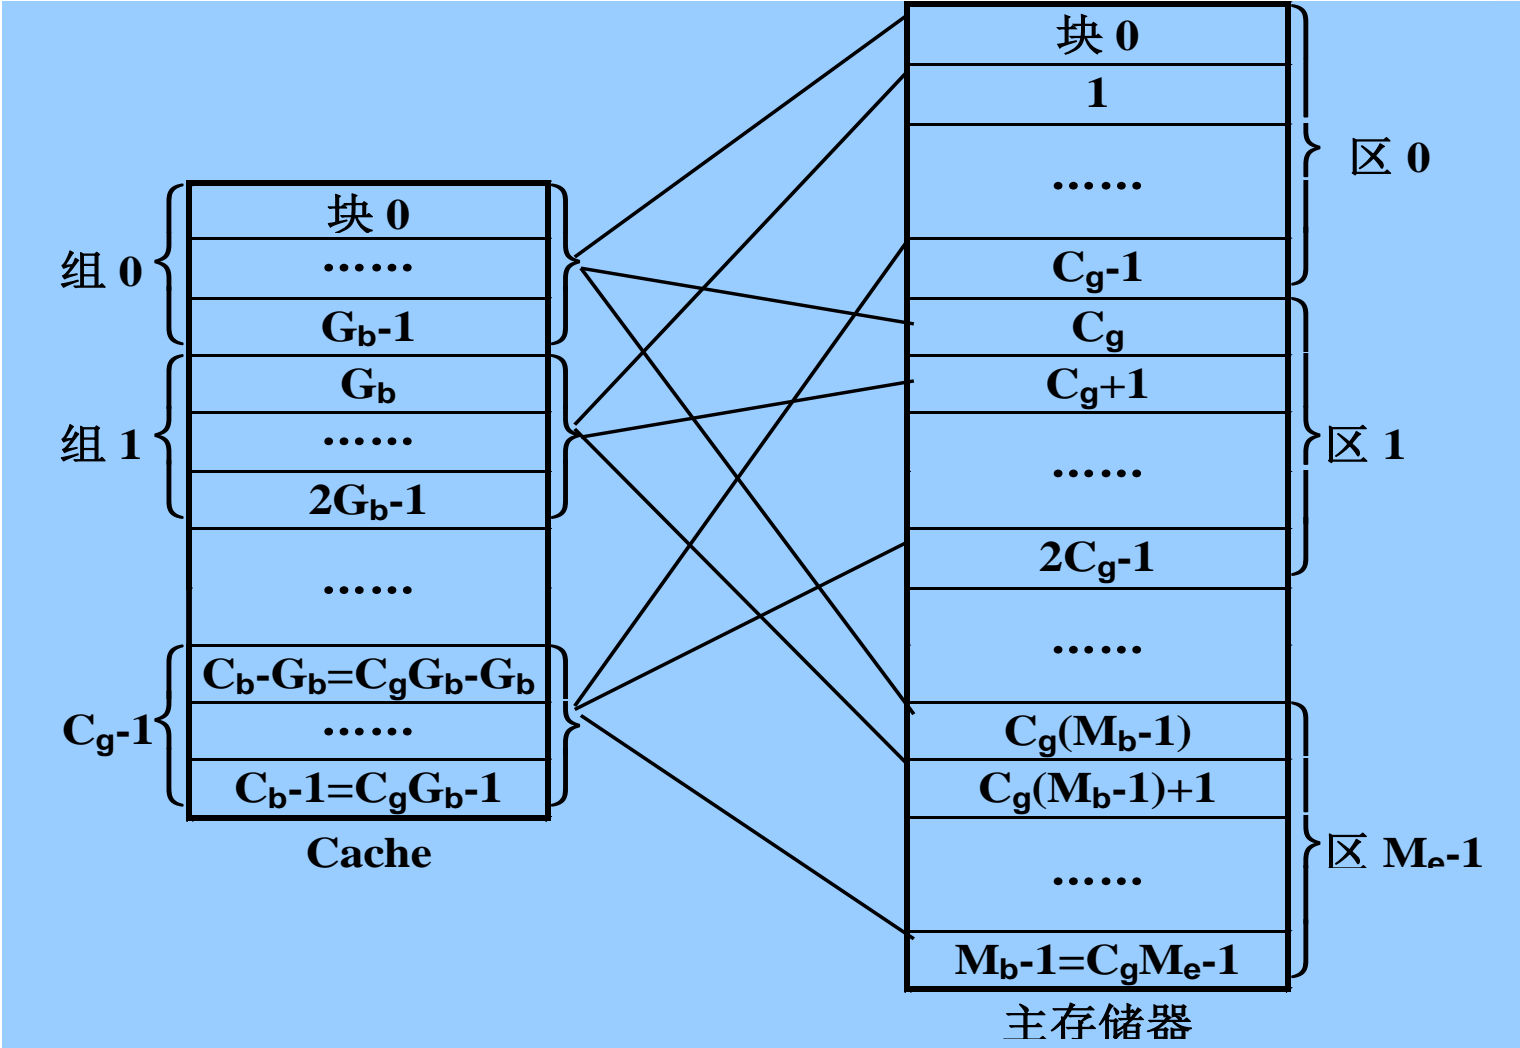 块 0
……
Gb-1
Gb
……
2Gb-1
……
Cb-Gb=CgGb-Gb
……
Cb-1=CgGb-1
组 0
组 1
Cg-1
Cache
块 0
1
……
Cg-1
Cg
Cg+1
……
2Cg-1
……
Cg(Mb-1)
Cg(Mb-1)+1
……
Mb-1=CgMe-1
区 0
区 1
区 Me-1
主存储器